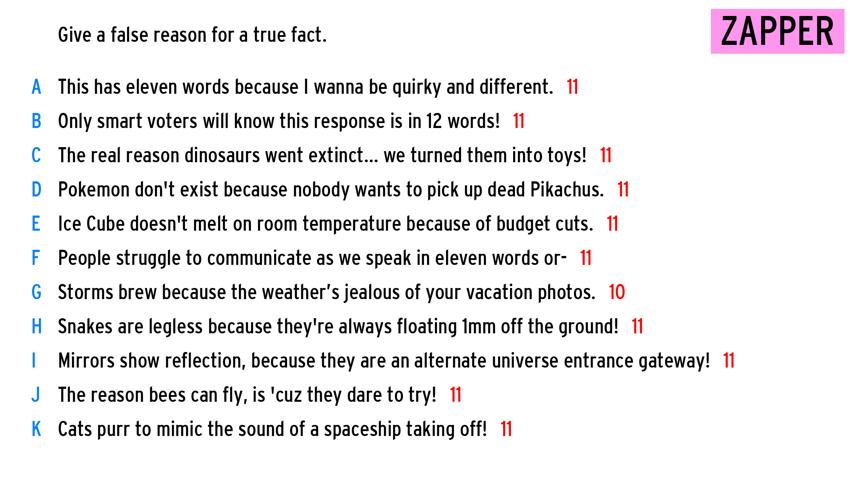 Give a false reason for a true fact.
ZAPPER
A This has eleven words because I wanna be quirky and different. 11
B Only smart voters will know this response is in 12 words! 11
C The real reason dinosaurs went extinct... we turned them into toys! 11
D Pokemon don't exist because nobody wants to pick up dead Pikachus. 11
E Ice Cube doesn't melt on room temperature because of budget cuts. 11
F People struggle to communicate as we speak in eleven words or- 11
G Storms brew because the weather’s jealous of your vacation photos. 10
H Snakes are legless because they're always floating 1mm off the ground! 11
I Mirrors show reflection, because they are an alternate universe entrance gateway! 11
J The reason bees can fly, is 'cuz they dare to try! 11
K Cats purr to mimic the sound of a spaceship taking off! 11